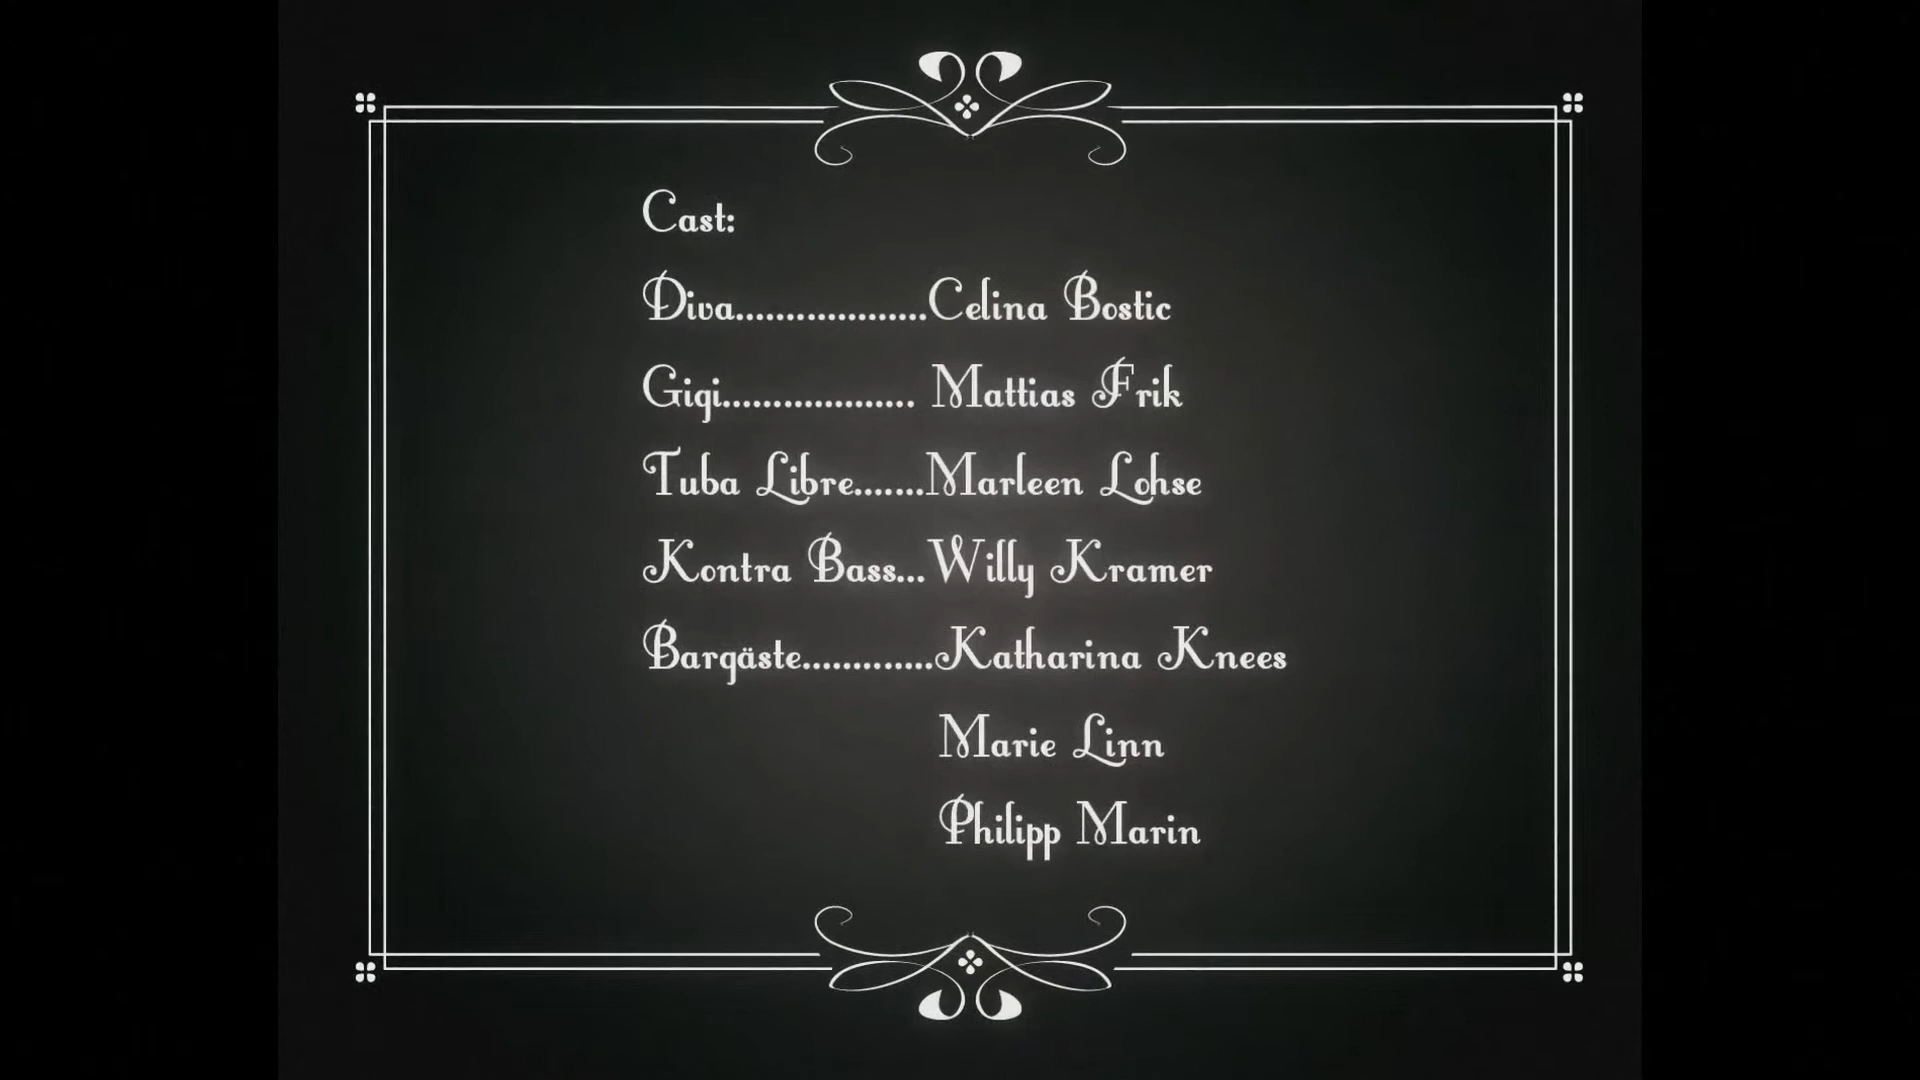 Cast:
Diva...................Celina Bostic
Gigi................... Mattias Frik
Tuba Libre.......Marleen Lohse
Kontra Bass...Willy Kramer
Bargäste.............Katharina Knees
Marie Linn
Philipp Marin